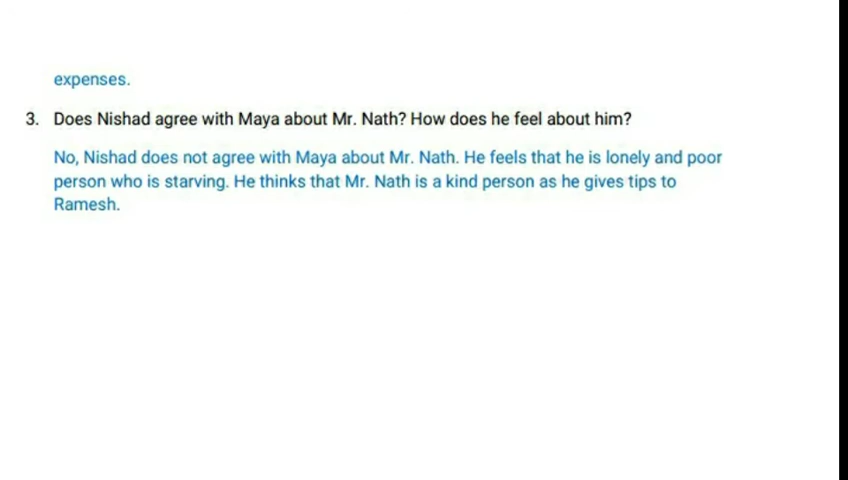 expenses.
3. Does Nishad agree with Maya about Mr. Nath? How does he feel about him?
No, Nishad does not agree with Maya about Mr. Nath. He feels that he is lonely and poor
person who is starving. He thinks that Mr. Nath is a kind person as he gives tips to
Ramesh.